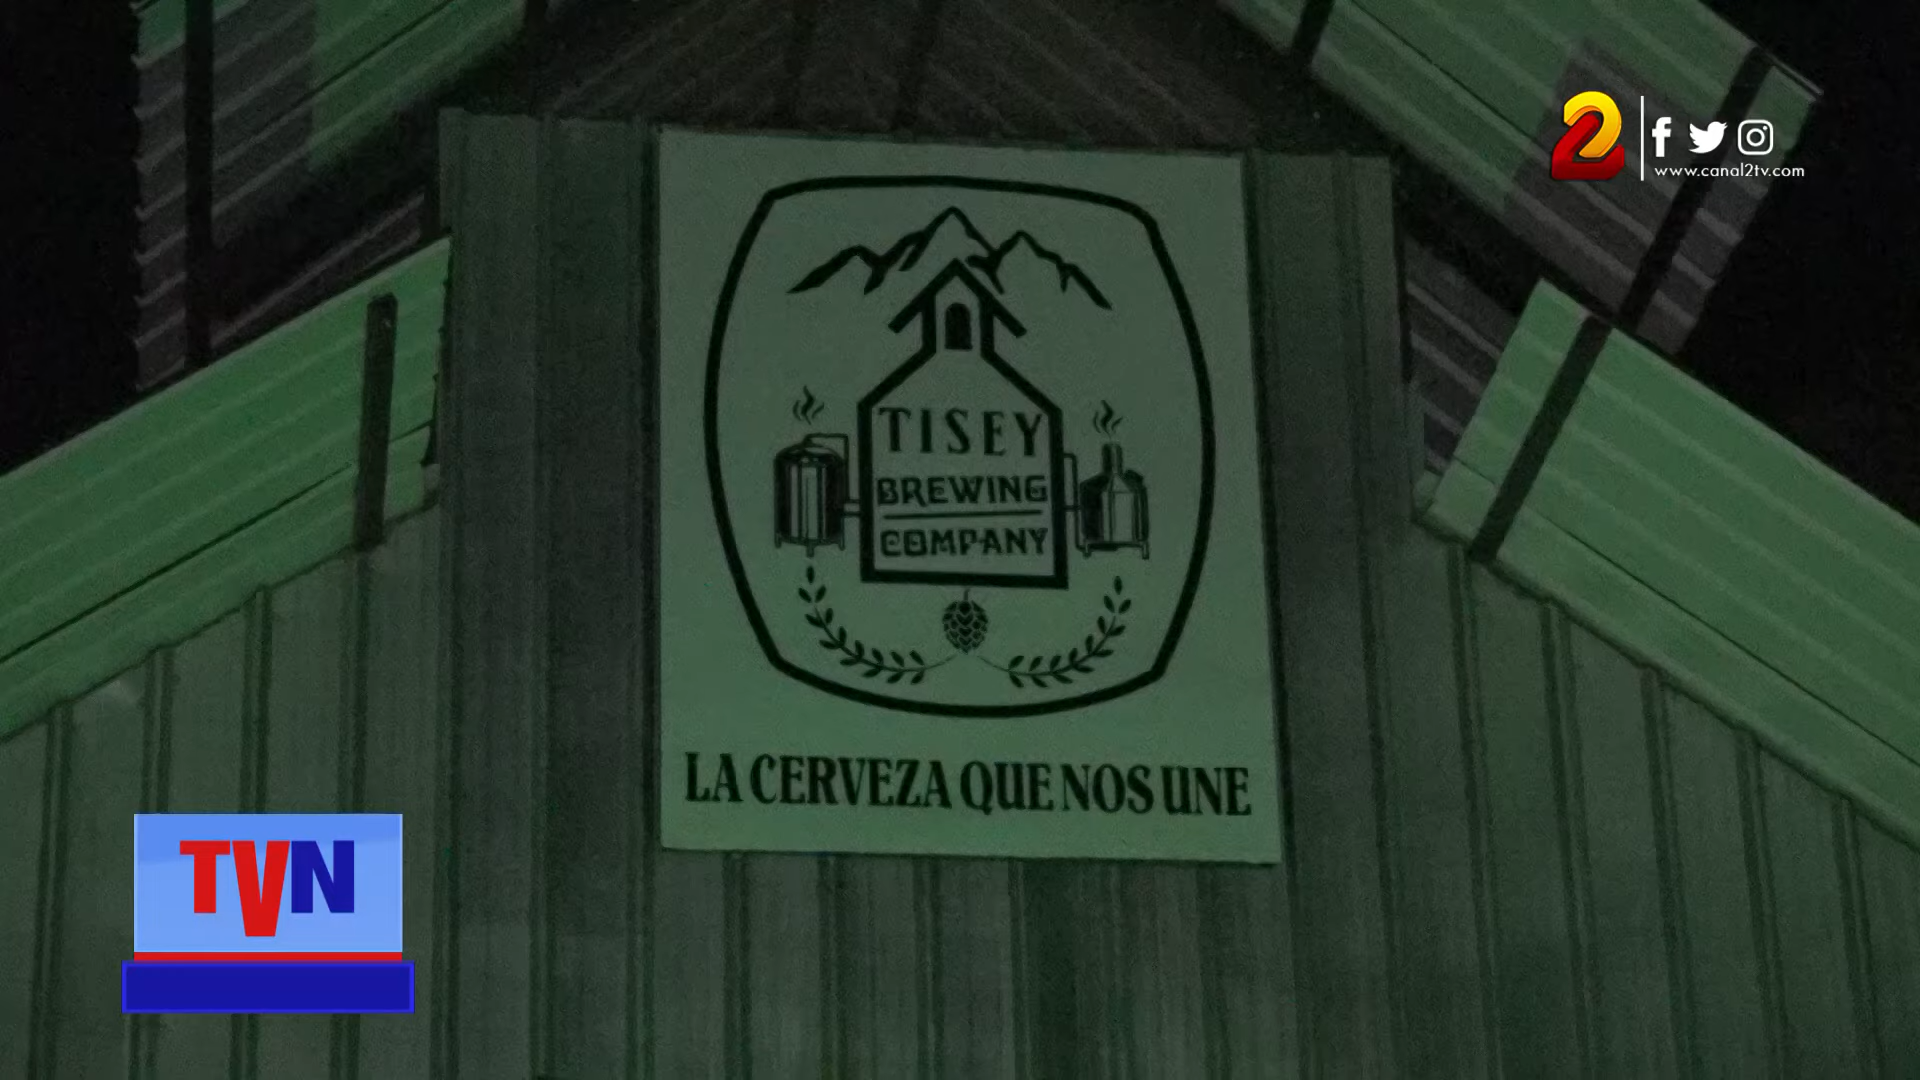 2
www.canal2tv.com
TISEY
BREWING
COMPANY
LA CERVEZA QUE NOS UNE
TVN